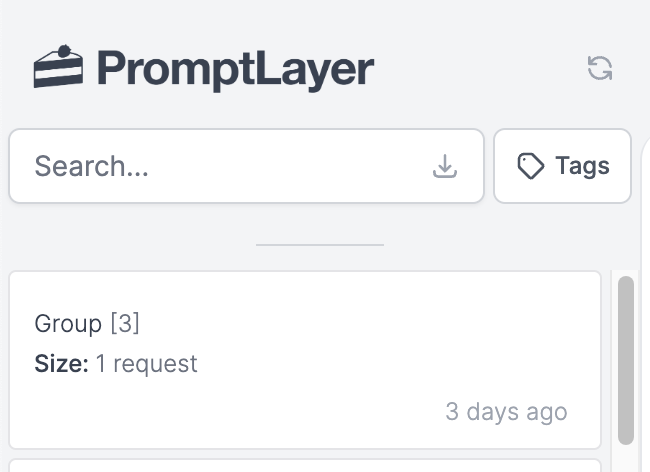 PromptLayer
Search...
Tags
Group [3]
Size: 1 request
3 days ago